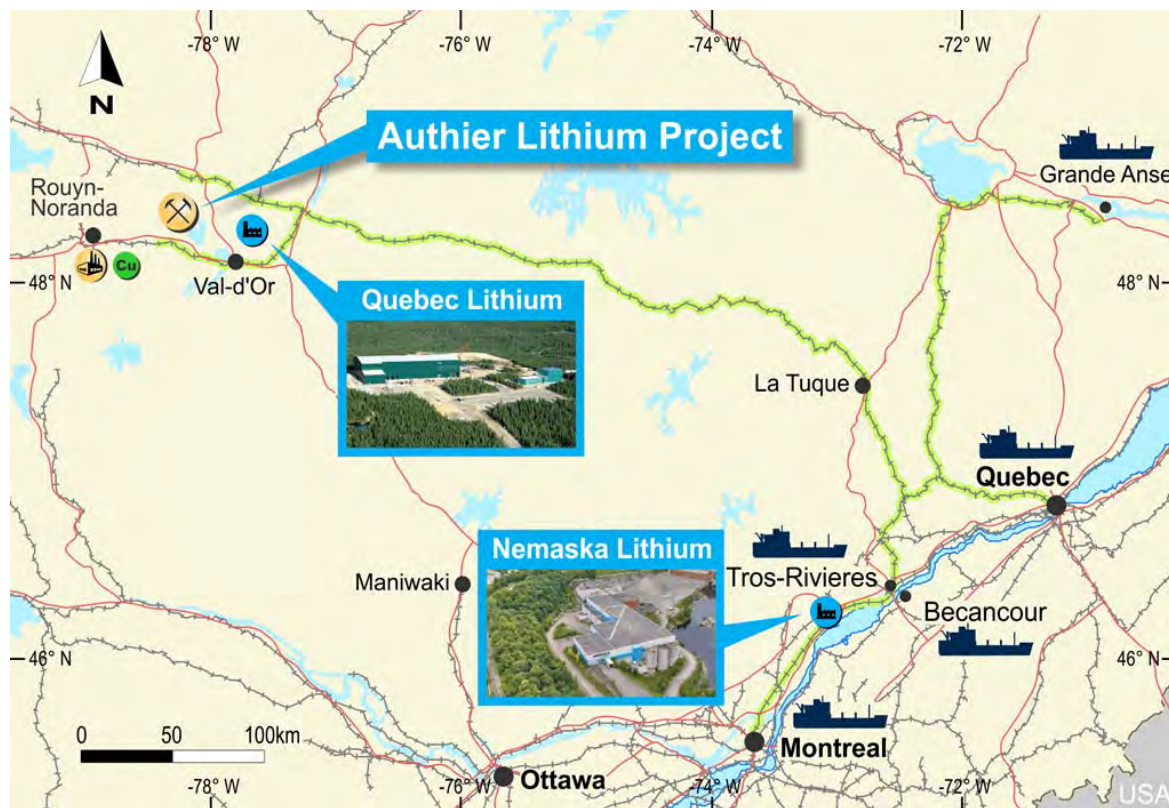 -78° W
-76° W
-74° W
-72° W
N
Authier Lithium Project
Grande Anse
Rouyn-
Noranda
Cu
Val-d'Or
48° N
48° N
Quebec Lithium
La Tuque
Quebec
Nemaska Lithium
Maniwaki
Tros-Rivieres
Becancour
46° N
46° N
0 50 100km
Montreal
Ottawa
-78° W
-76° W
-74° W
-72° W
USA